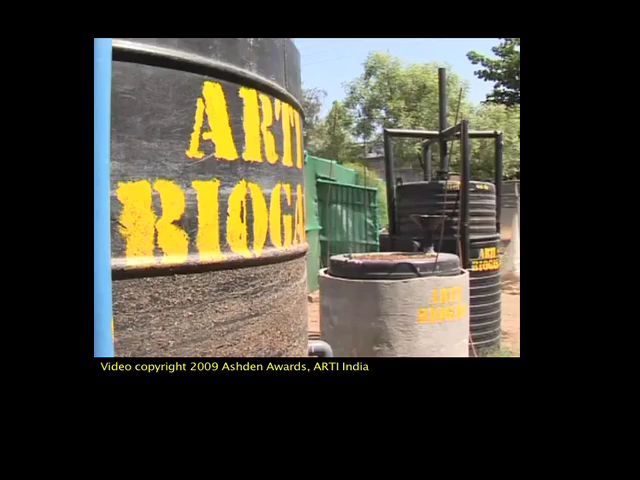 ARTI
BIOGA
ARTI
BIOGAS
ARTI
BIOGAS
Video copyright 2009 Ashden Awards, ARTI India